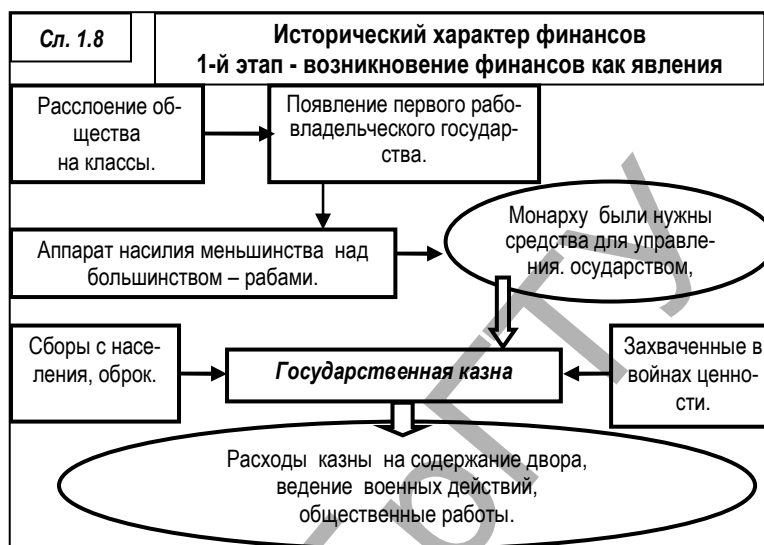 Сл. 1.8
Исторический характер финансов
1-й этап - возникновение финансов как явления
Расслоение об-
щества
на классы.
Появление первого рабо-
владельческого государ-
ства.
Монарху были нужны
средства для управле-
ния. осударством,
Аппарат насилия меньшинства над
большинством – рабами.
Сборы с насе-
ления, оброк.
Государственная казна
Захваченные в
войнах ценно-
сти.
Расходы казны на содержание двора,
ведение военных действий,
общественные работы.